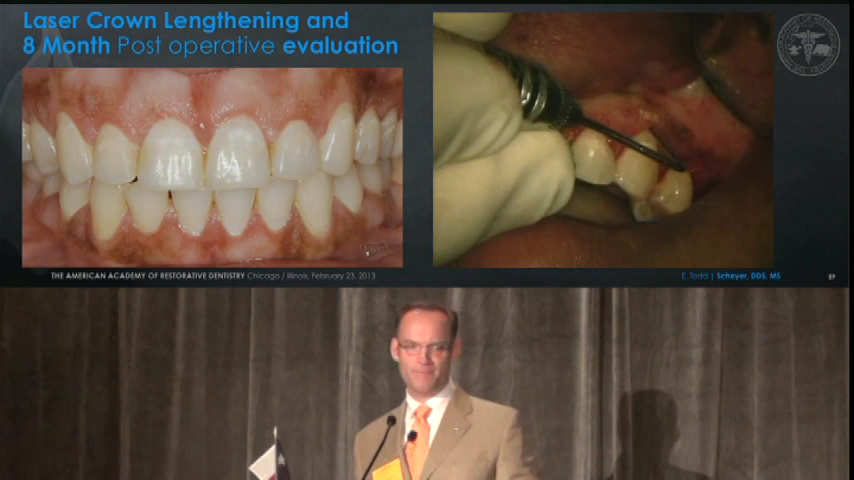 Laser Crown Lengthening and
8 Month Post operative evaluation
THE AMERICAN ACADEMY OF RESTORATIVE DENTISTRY Chicago / Illinois, February 23, 2013
E. Todd | Scheyer, DDS, MS
89